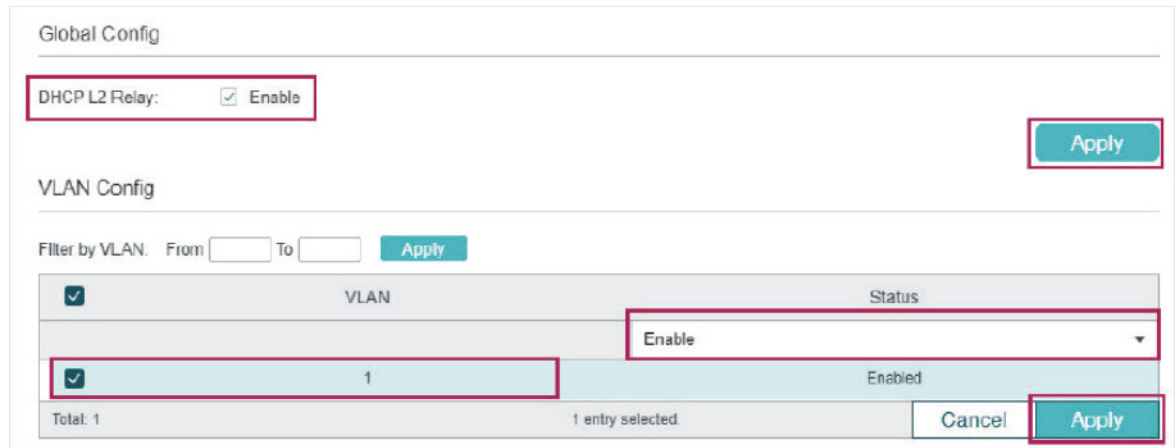 Global Config
DHCP L2 Relay: Enable
Apply
VLAN Config
Filter by VLAN: From To Apply
VLAN Status
Enable
1 Enabled
Total: 1 1 entry selected. Cancel Apply